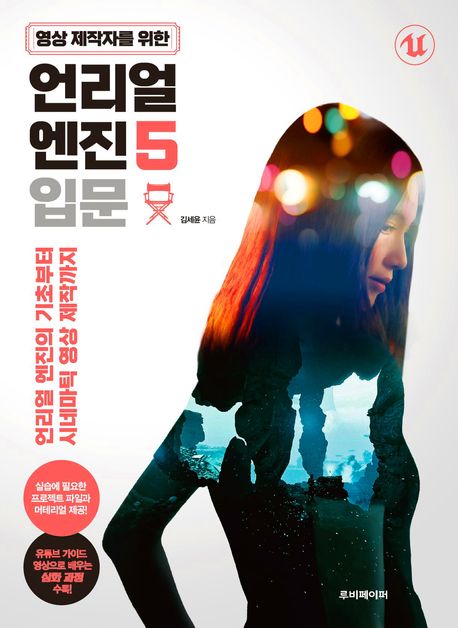 영상 제작자를 위한
언리얼
엔진 5
입문
김세윤 지음
언리얼 엔진의 기초부터
시네마틱 영상 제작까지
실습에 필요한
프로젝트 파일과
머테리얼 제공!
유튜브 가이드
영상으로 배우는
심화 과정
수록!
루비페이퍼